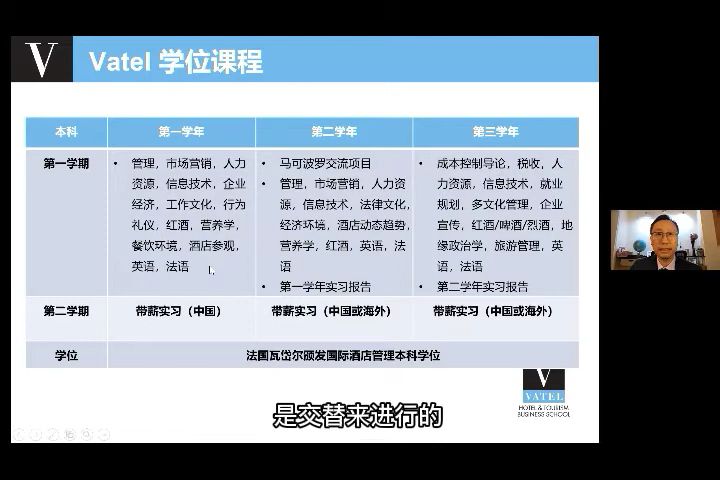 V
Vatel 学位课程
本科
第一学年
第二学年
第三学年
第一学期
• 管理，市场营销，人力
资源，信息技术，企业
经济，工作文化，行为
礼仪，红酒，营养学，
餐饮环境，酒店参观，
英语，法语
• 马可波罗交流项目
• 管理，市场营销，人力资
源，信息技术，法律文化，
经济环境，酒店动态趋势，
营养学，红酒，英语，法
语
• 第一学年实习报告
• 成本控制导论，税收，人
力资源，信息技术，就业
规划，多文化管理，企业
宣传，红酒/啤酒/烈酒，地
缘政治学，旅游管理，英
语，法语
• 第二学年实习报告
第二学期
带薪实习（中国）
带薪实习（中国或海外）
带薪实习（中国或海外）
学位
法国瓦岱尔颁发国际酒店管理本科学位
V
VATEL
HOTEL & TOURISM
BUSINESS SCHOOL
是交替来进行的